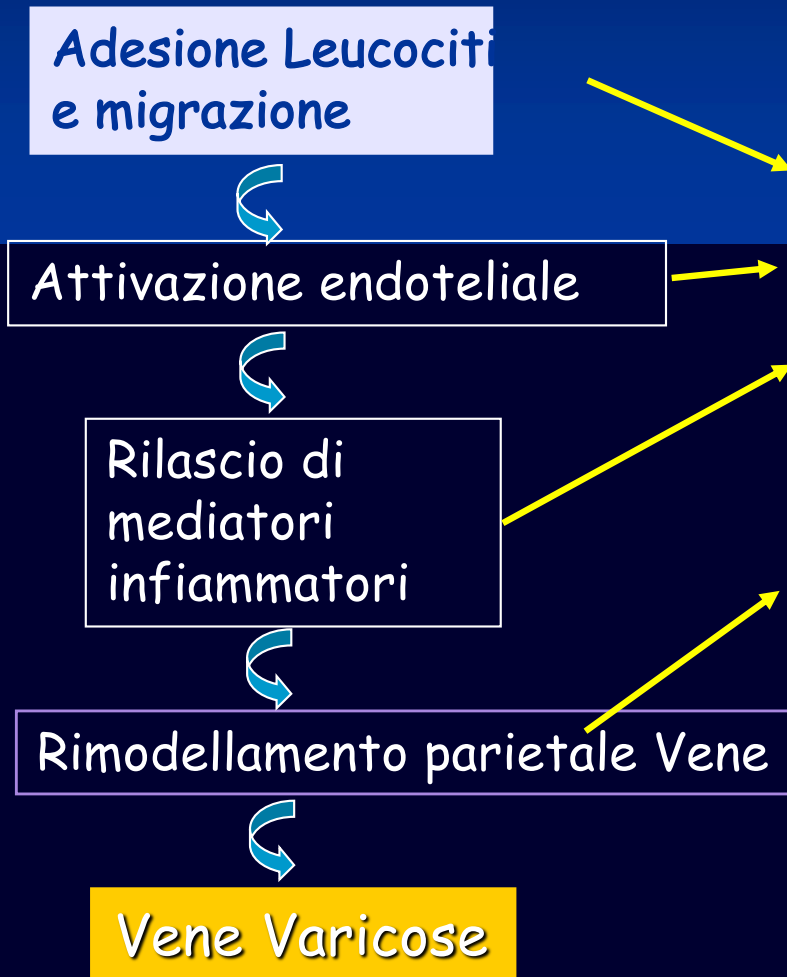 Adesione Leucociti
e migrazione
Attivazione endoteliale
Rilascio di
mediatori
infiammatori
Rimodellamento parietale Vene
Vene Varicose